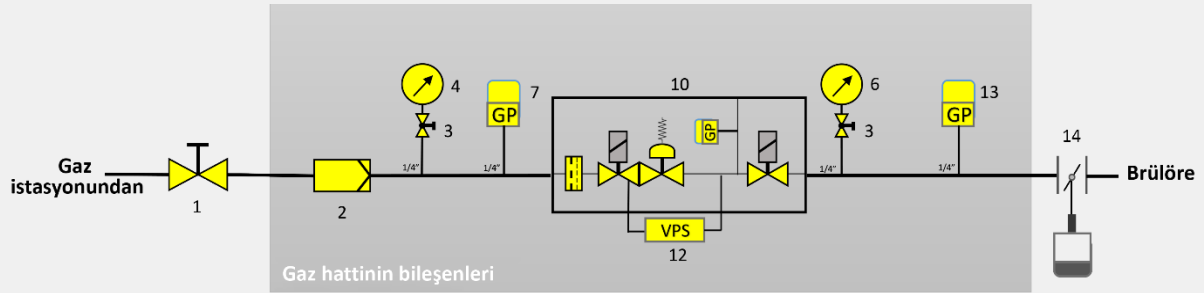 4
7
10
6
13
GP
GP
3
GP
3
14
Gaz
istasyonundan
1/4"
1/4"
1/4"
1/4"
Brülöre
1
2
VPS
12
Gaz hattinin bileşenleri